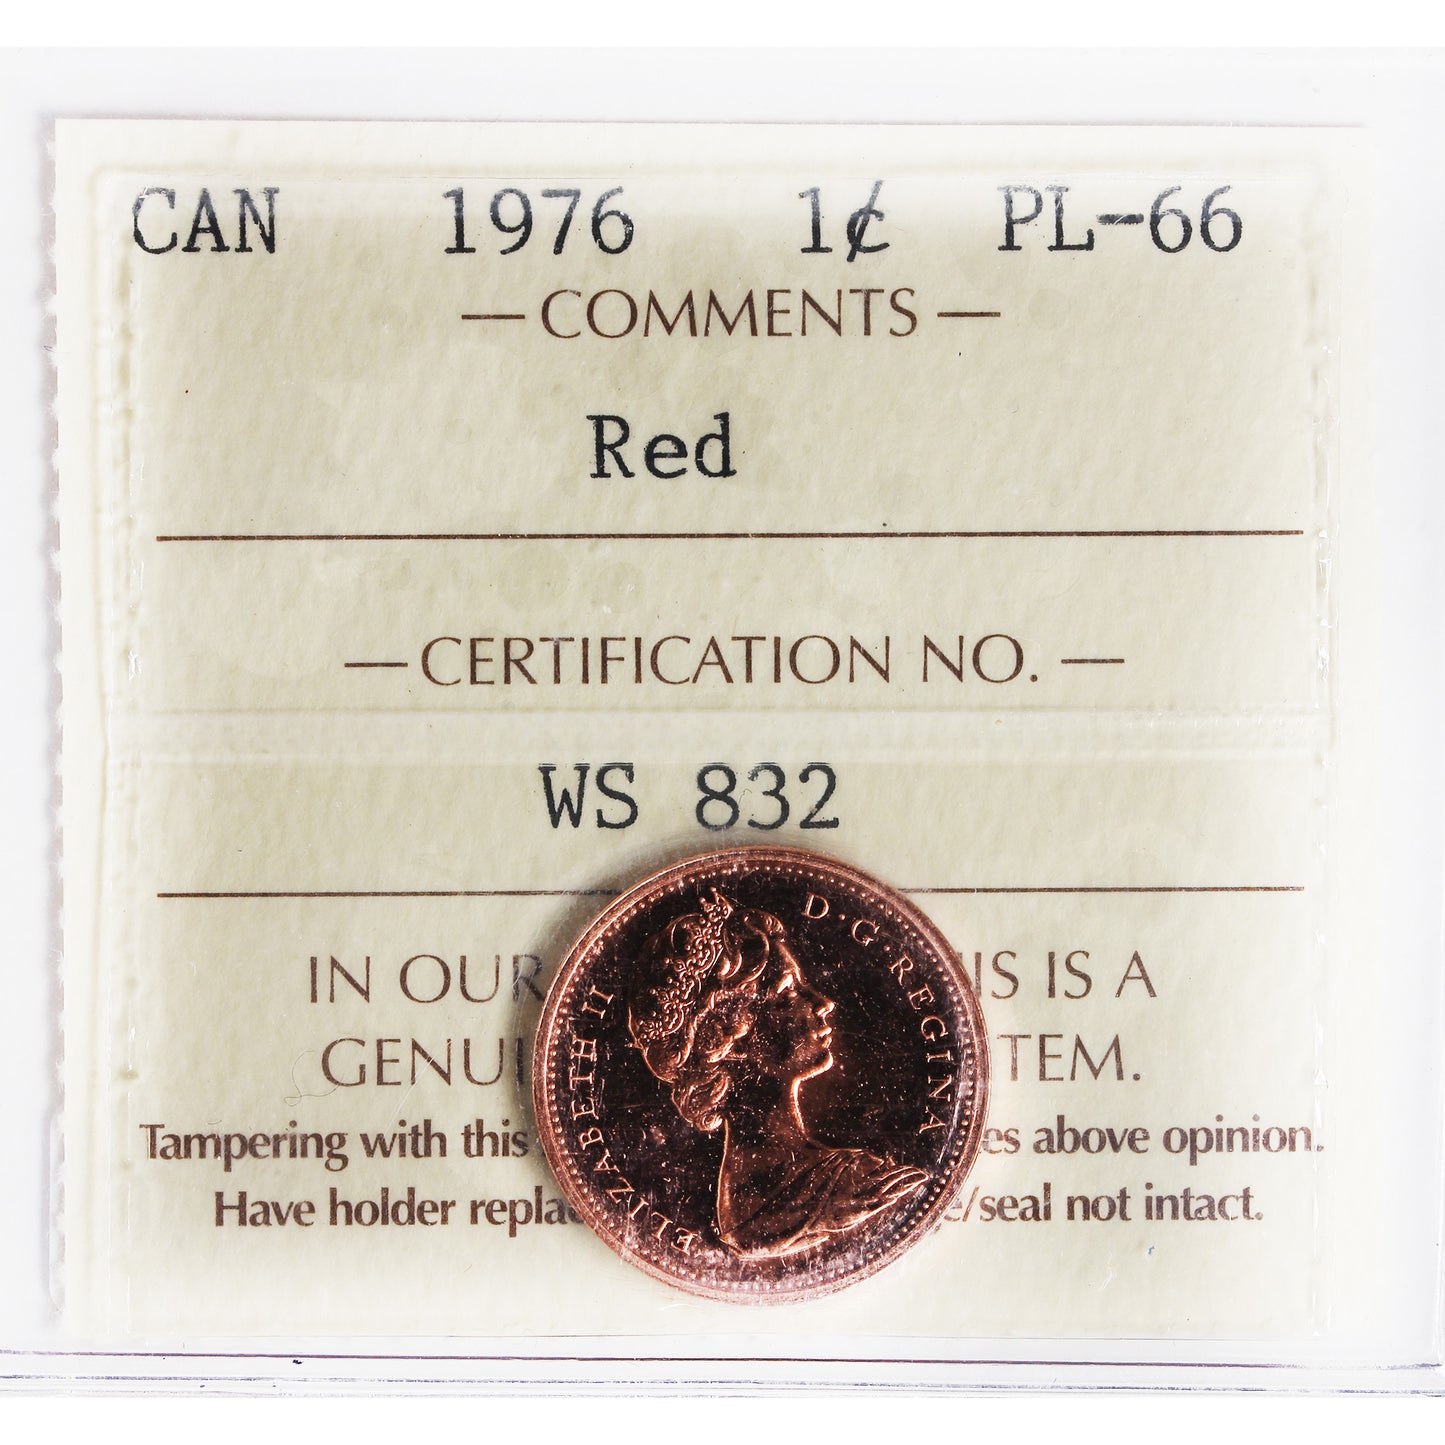 CAN 1976 1¢ PL-66
— COMMENTS —
Red
— CERTIFICATION NO. —
WS 832
IN OUR IS IS A
GENU TEM.
Tampering with this es above opinion.
Have holder repla e/seal not intact.
ELIZABETH II D·G·REGINA